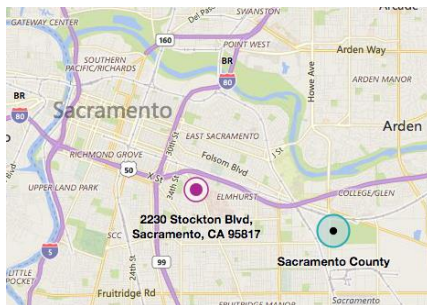 GATEWAY CENTER
Del Pas
SWANSTON
Arcade
160
POINT WEST
Arden Way
SOUTHERN
PACIFIC/RICHARDS
BR
80
Howe Ave
ARDEN MANOR
BR
80
Sacramento
EAST SACRAMENTO
30th St
J St
Arden
Folsom Blvd
RICHMOND GROVE
50
X St
34th St
UPPER LAND PARK
ELMHURST
COLLEGE/GLEN
2230 Stockton Blvd,
Sacramento, CA 95817
5
SCC
24th St
99
Sacramento County
LITTLE
POCKET
Fruitridge Rd
FRUITRIDGE MANOR
Sacramento